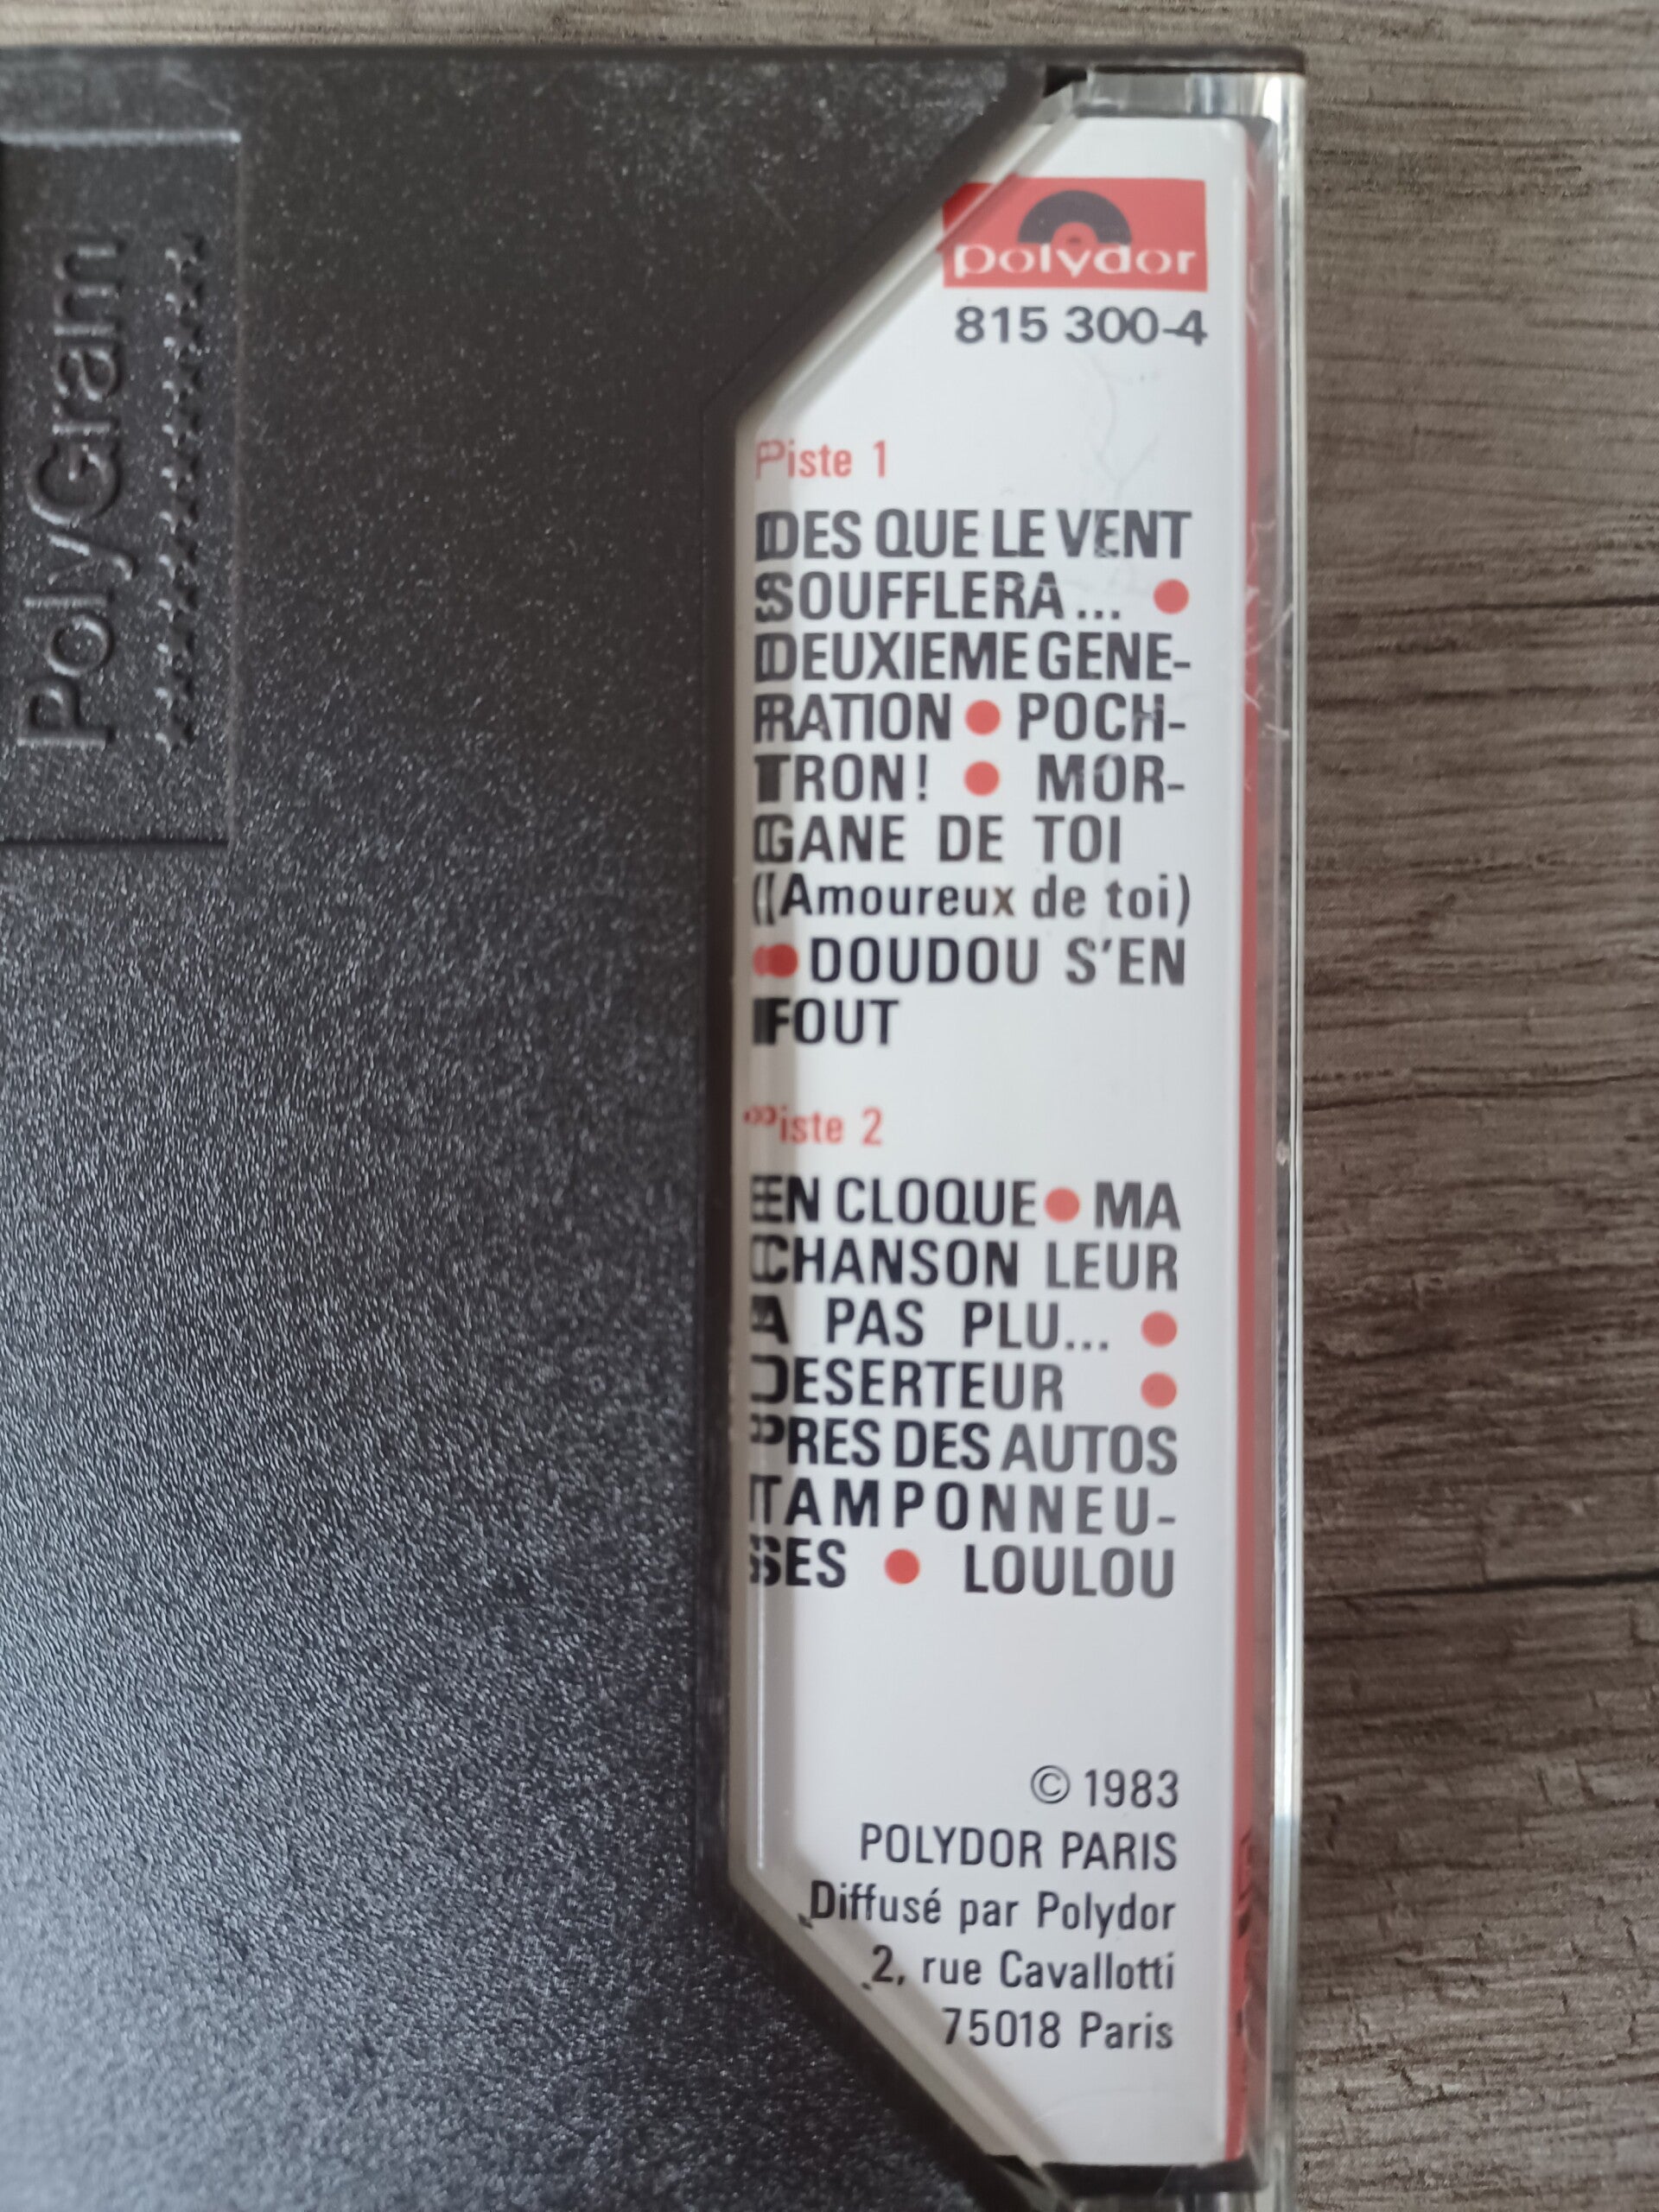 PolyGram
polydor
815 300-4
Piste 1
DES QUE LE VENT
SOUFFLERA... ●
DEUXIEME GENE-
RATION ● POCH-
TRON! ● MOR-
GANE DE TOI
(Amoureux de toi)
● DOUDOU S'EN
FOUT
Piste 2
EN CLOQUE ● MA
CHANSON LEUR
A PAS PLU... ●
DESERTEUR ●
PRES DES AUTOS
TAMPONNEU-
SES ● LOULOU
© 1983
POLYDOR PARIS
Diffusé par Polydor
2, rue Cavallotti
75018 Paris